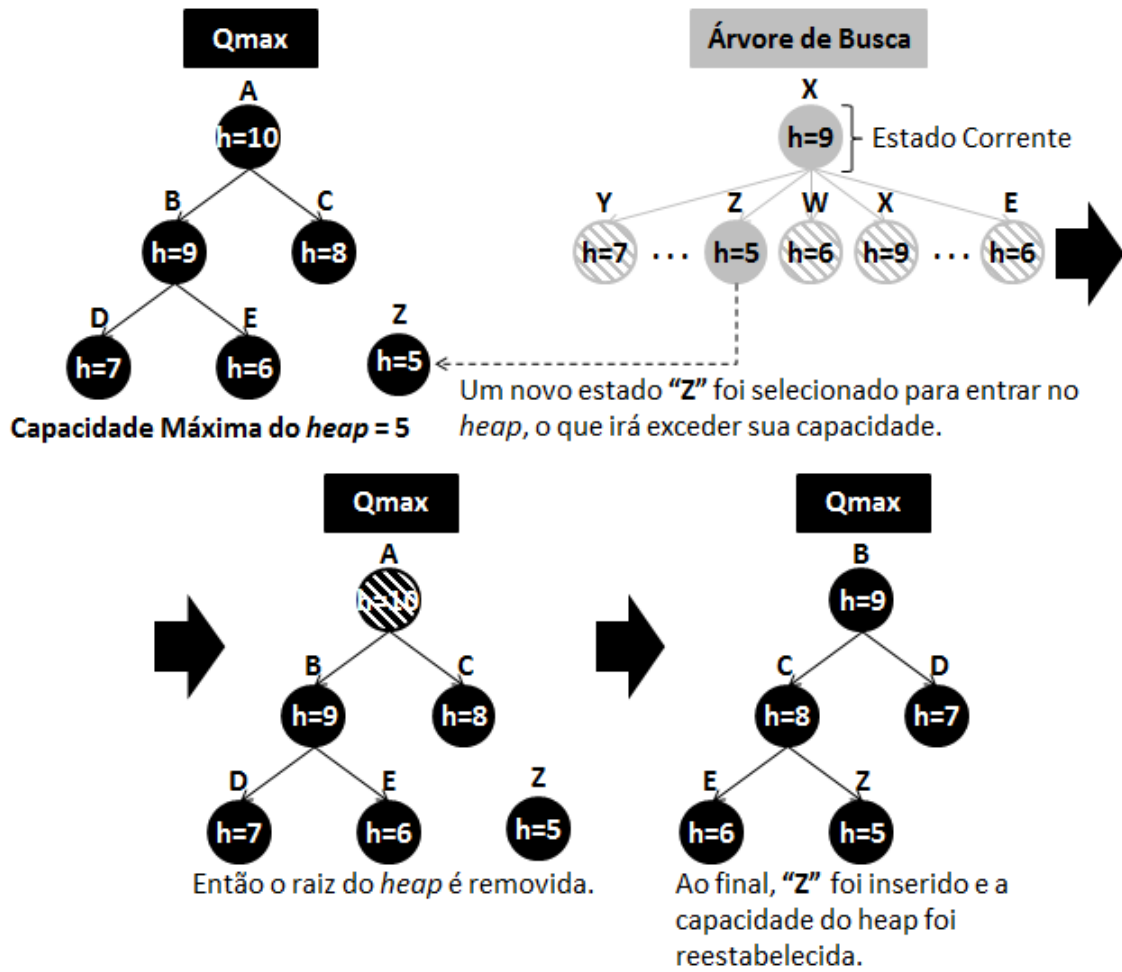 Qmax
Árvore de Busca
A
X
h=10
h=9
Estado Corrente
B
C
Y
Z
W
X
E
h=9
h=8
h=7
...
h=5
h=6
h=9
...
h=6
D
E
Z
h=7
h=6
h=5
Capacidade Máxima do heap = 5
Um novo estado “Z” foi selecionado para entrar no
heap, o que irá exceder sua capacidade.
Qmax
A
h=10
B
C
h=9
h=8
D
E
Z
h=7
h=6
h=5
Então o raiz do heap é removida.
Qmax
B
h=9
C
D
h=8
h=7
E
Z
h=6
h=5
Ao final, “Z” foi inserido e a
capacidade do heap foi
reestabelecida.